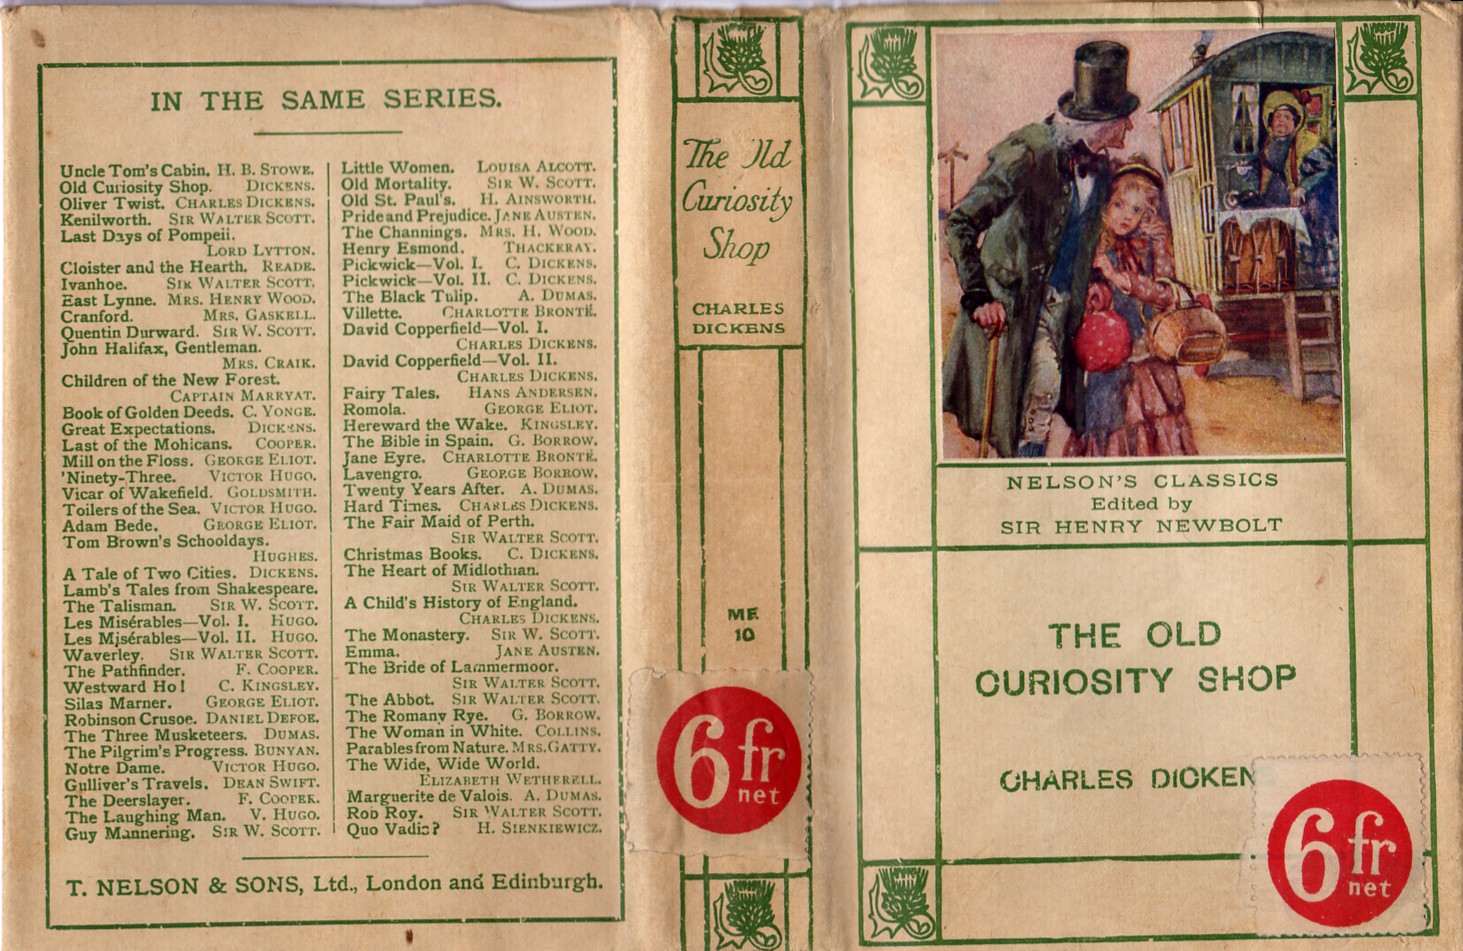 IN THE SAME SERIES.
Uncle Tom's Cabin. H. B. STOWE.
Old Curiosity Shop. DICKENS.
Oliver Twist. CHARLES DICKENS.
Kenilworth. SIR WALTER SCOTT.
Last Days of Pompeii.
LORD LYTTON.
Cloister and the Hearth. READE.
Ivanhoe. SIR WALTER SCOTT.
East Lynne. MRS. HENRY WOOD.
Cranford. MRS. GASKELL.
Quentin Durward. SIR W. SCOTT.
John Halifax, Gentleman.
MRS. CRAIK.
Children of the New Forest.
CAPTAIN MARRYAT.
Book of Golden Deeds. C. YONGE.
Great Expectations. DICKENS.
Last of the Mohicans. COOPER.
Mill on the Floss. GEORGE ELIOT.
'Ninety-Three. VICTOR HUGO.
Vicar of Wakefield. GOLDSMITH.
Toilers of the Sea. VICTOR HUGO.
Adam Bede. GEORGE ELIOT.
Tom Brown's Schooldays.
HUGHES.
A Tale of Two Cities. DICKENS.
Lamb's Tales from Shakespeare.
The Talisman. SIR W. SCOTT.
Les Misérables—Vol. I. HUGO.
Les Misérables—Vol. II. HUGO.
Waverley. SIR WALTER SCOTT.
The Pathfinder. F. COOPER.
Westward Ho! C. KINGSLEY.
Silas Marner. GEORGE ELIOT.
Robinson Crusoe. DANIEL DEFOE.
The Three Musketeers. DUMAS.
The Pilgrim's Progress. BUNYAN.
Notre Dame. VICTOR HUGO.
Gulliver's Travels. DEAN SWIFT.
The Deerslayer. F. COOPER.
The Laughing Man. V. HUGO.
Guy Mannering. SIR W. SCOTT.
Little Women. LOUISA ALCOTT.
Old Mortality. SIR W. SCOTT.
Old St. Paul's. H. AINSWORTH.
Pride and Prejudice. JANE AUSTEN.
The Channings. MRS. H. WOOD.
Henry Esmond. THACKERAY.
Pickwick—Vol. I. C. DICKENS.
Pickwick—Vol. II. C. DICKENS.
The Black Tulip. A. DUMAS.
Villette. CHARLOTTE BRONTË.
David Copperfield—Vol. I.
CHARLES DICKENS.
David Copperfield—Vol. II.
CHARLES DICKENS.
Fairy Tales. HANS ANDERSEN.
Romola. GEORGE ELIOT.
Hereward the Wake. KINGSLEY.
The Bible in Spain. G. BORROW.
Jane Eyre. CHARLOTTE BRONTË.
Lavengro. GEORGE BORROW.
Twenty Years After. A. DUMAS.
Hard Times. CHARLES DICKENS.
The Fair Maid of Perth.
SIR WALTER SCOTT.
Christmas Books. C. DICKENS.
The Heart of Midlothian.
SIR WALTER SCOTT.
A Child's History of England.
CHARLES DICKENS.
The Monastery. SIR W. SCOTT.
Emma. JANE AUSTEN.
The Bride of Lammermoor.
SIR WALTER SCOTT.
The Abbot. SIR WALTER SCOTT.
The Romany Rye. G. BORROW.
The Woman in White. COLLINS.
Parables from Nature. MRS. GATTY.
The Wide, Wide World.
ELIZABETH WETHERELL.
Marguerite de Valois. A. DUMAS.
Rob Roy. SIR WALTER SCOTT.
Quo Vadis? H. SIENKIEWICZ.
T. NELSON & SONS, Ltd., London and Edinburgh.
The Old
Curiosity
Shop
CHARLES
DICKENS
ME
10
6 fr
net
NELSON'S CLASSICS
Edited by
SIR HENRY NEWBOLT
THE OLD
CURIOSITY SHOP
CHARLES DICKEN
6 fr
net